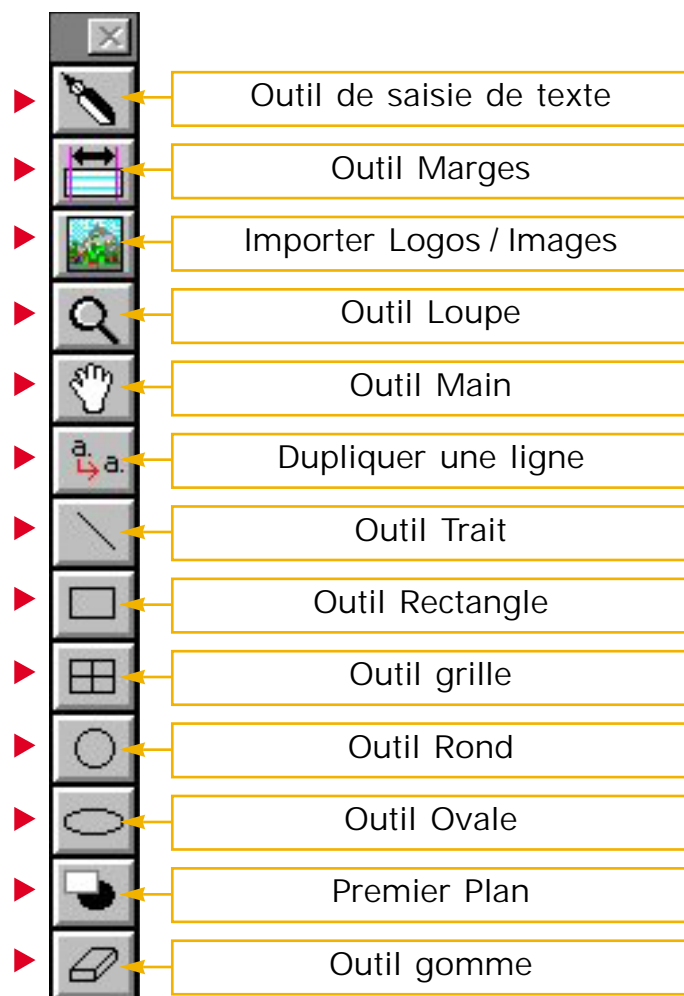 Outil de saisie de texte
Outil Marges
Importer Logos / Images
Outil Loupe
Outil Main
a. a. Dupliquer une ligne
Outil Trait
Outil Rectangle
Outil grille
Outil Rond
Outil Ovale
Premier Plan
Outil gomme